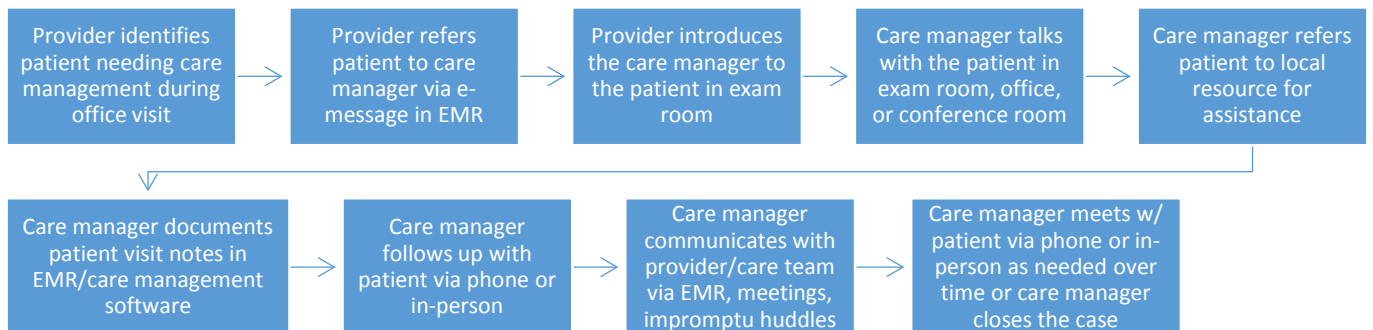 Provider identifies
patient needing care
management during
office visit
Provider refers
patient to care
manager via e-
message in EMR
Provider introduces
the care manager to
the patient in exam
room
Care manager talks
with the patient in
exam room, office,
or conference room
Care manager refers
patient to local
resource for
assistance
Care manager documents
patient visit notes in
EMR/care management
software
Care manager
follows up with
patient via phone or
in-person
Care manager
communicates with
provider/care team
via EMR, meetings,
impromptu huddles
Care manager meets w/
patient via phone or in-
person as needed over
time or care manager
closes the case